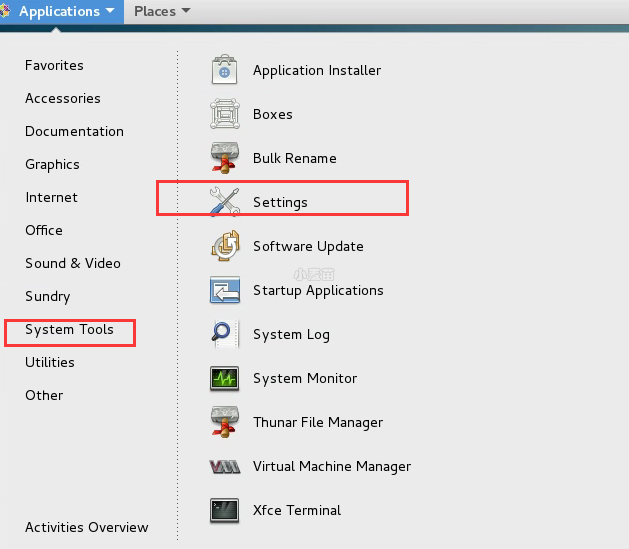 Applications Places
Favorites
Accessories
Documentation
Graphics
Internet
Office
Sound & Video
Sundry
System Tools
Utilities
Other
Activities Overview
Application Installer
Boxes
Bulk Rename
Settings
Software Update
Startup Applications
System Log
System Monitor
Thunar File Manager
Virtual Machine Manager
Xfce Terminal